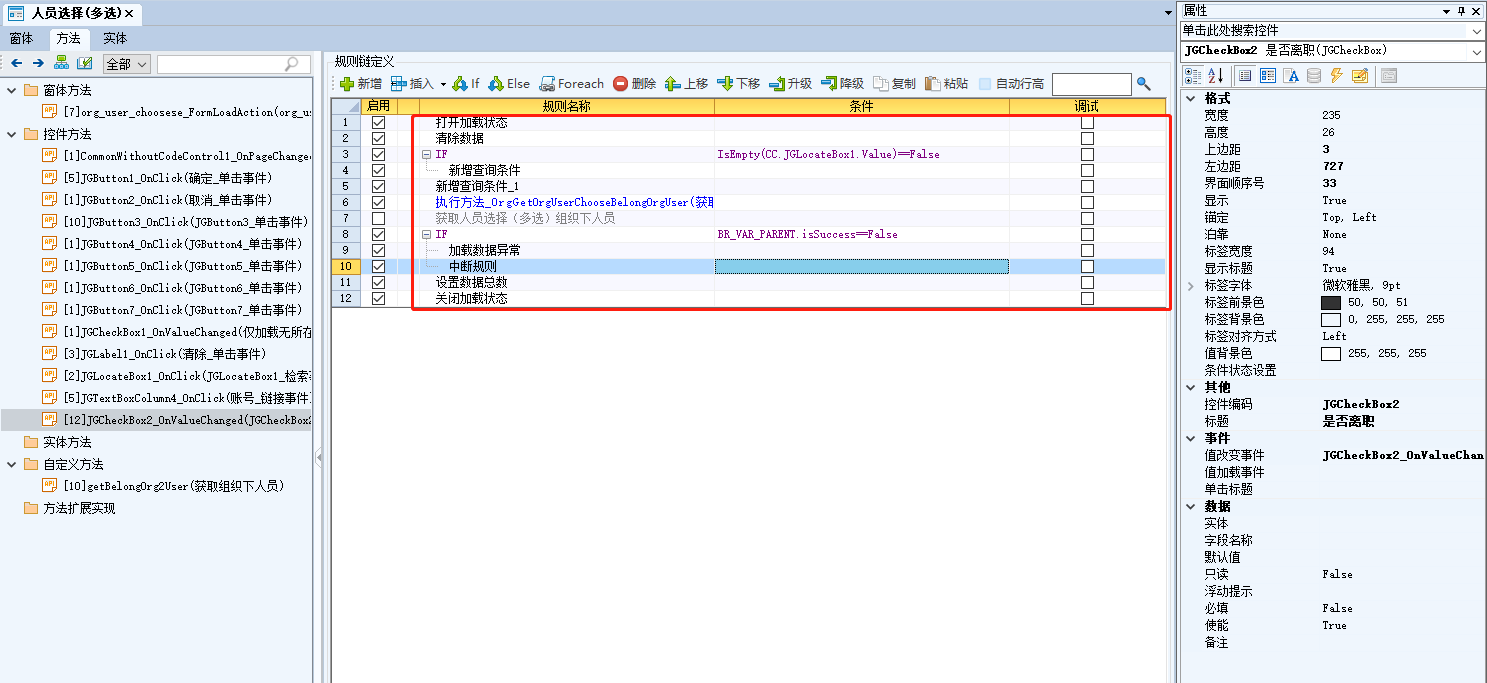 人员选择(多选)
窗体 方法 实体
全部
窗体方法
[7]org_user_choosese_FormLoadAction(org_u
控件方法
[1]CommonWithoutCodeControl1_OnPageChange
[5]JGButton1_OnClick(确定_单击事件)
[1]JGButton2_OnClick(取消_单击事件)
[10]JGButton3_OnClick(JGButton3_单击事件)
[1]JGButton4_OnClick(JGButton4_单击事件)
[1]JGButton5_OnClick(JGButton5_单击事件)
[1]JGButton6_OnClick(JGButton6_单击事件)
[1]JGButton7_OnClick(JGButton7_单击事件)
[1]JGCheckBox1_OnValueChanged(仅加载无所在
[3]JGLabel1_OnClick(清除_单击事件)
[2]JGLocateBox1_OnClick(JGLocateBox1_检索
[5]JGTextBoxColumn4_OnClick(账号_链接事件)
[12]JGCheckBox2_OnValueChanged(JGCheckBox2
实体方法
自定义方法
[10]getBelongOrg2User(获取组织下人员)
方法扩展实现
规则链定义
新增 插入 If Else Foreach 删除 上移 下移 升级 降级 复制 粘贴 自动行高
启用 规则名称 条件 调试
1 打开加载状态
2 清除数据
3 IF IsEmpty(CC.JGLocateBox1.Value)==False
4 新增查询条件
5 新增查询条件_1
6 执行方法_OrgGetOrgUserChooseBelongOrgUser(获取
7 获取人员选择（多选）组织下人员
8 IF BR_VAR_PARENT.isSuccess==False
9 加载数据异常
10 中断规则
11 设置数据总数
12 关闭加载状态
属性
单击此处搜索控件
JGCheckBox2 是否离职(JGCheckBox)
格式
宽度 235
高度 26
上边距 3
左边距 727
界面顺序号 33
显示 True
锚定 Top, Left
泊靠 None
标签宽度 94
显示标题 True
标签字体 微软雅黑, 9pt
标签前景色 50, 50, 51
标签背景色 0, 255, 255, 255
标签对齐方式 Left
值背景色 255, 255, 255
条件状态设置
其他
控件编码 JGCheckBox2
标题 是否离职
事件
值改变事件 JGCheckBox2_OnValueChan
值加载事件
单击标题
数据
实体
字段名称
默认值
只读 False
浮动提示
必填 False
使能 True
备注